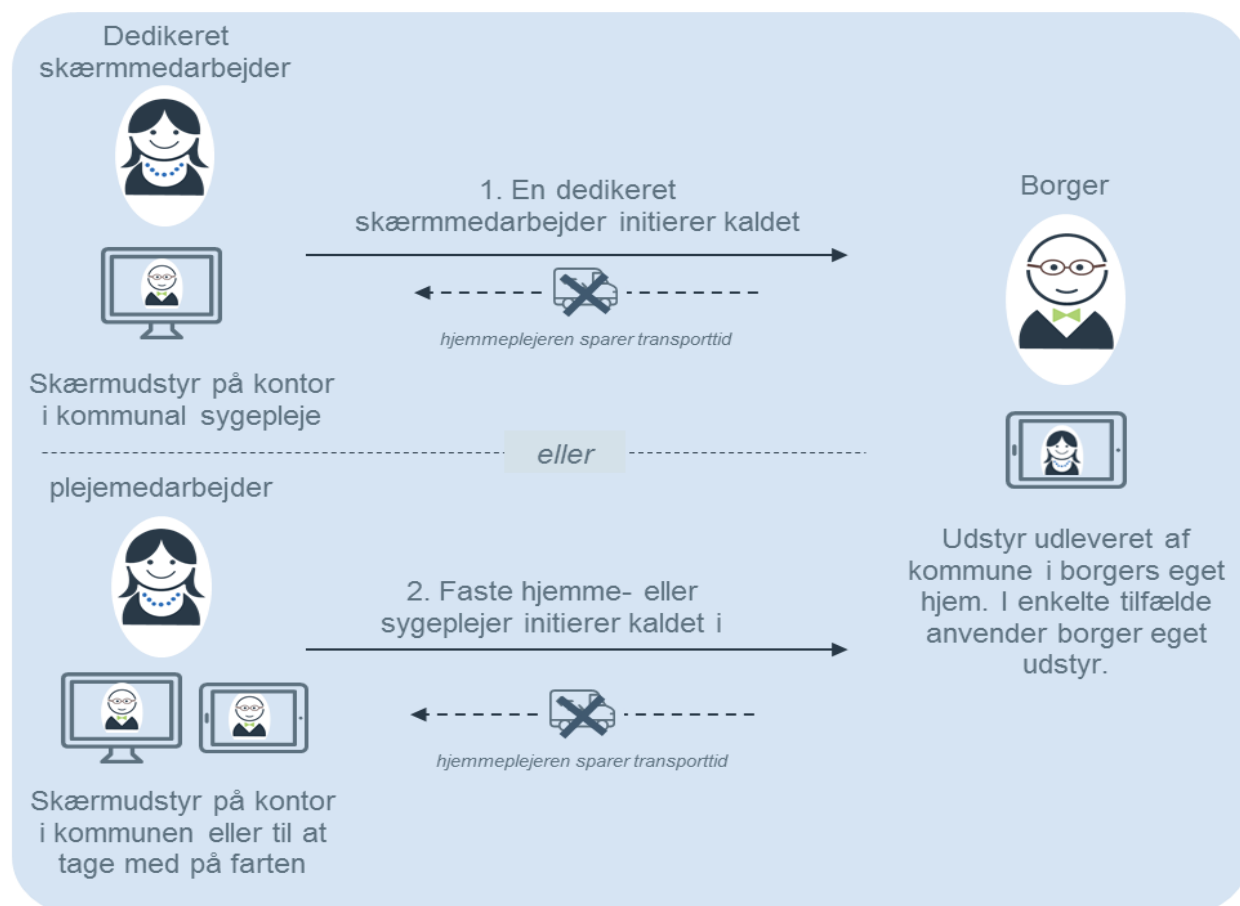 Dedikeret
skærmmedarbejder
1. En dedikeret
skærmmedarbejder initierer kaldet
hjemmeplejeren sparer transporttid
Skærmudstyr på kontor
i kommunal sygepleje
eller
plejemedarbejder
2. Faste hjemme- eller
sygeplejer initierer kaldet i
hjemmeplejeren sparer transporttid
Skærmudstyr på kontor
i kommunen eller til at
tage med på farten
Borger
Udstyr udleveret af
kommune i borgers eget
hjem. I enkelte tilfælde
anvender borger eget
udstyr.